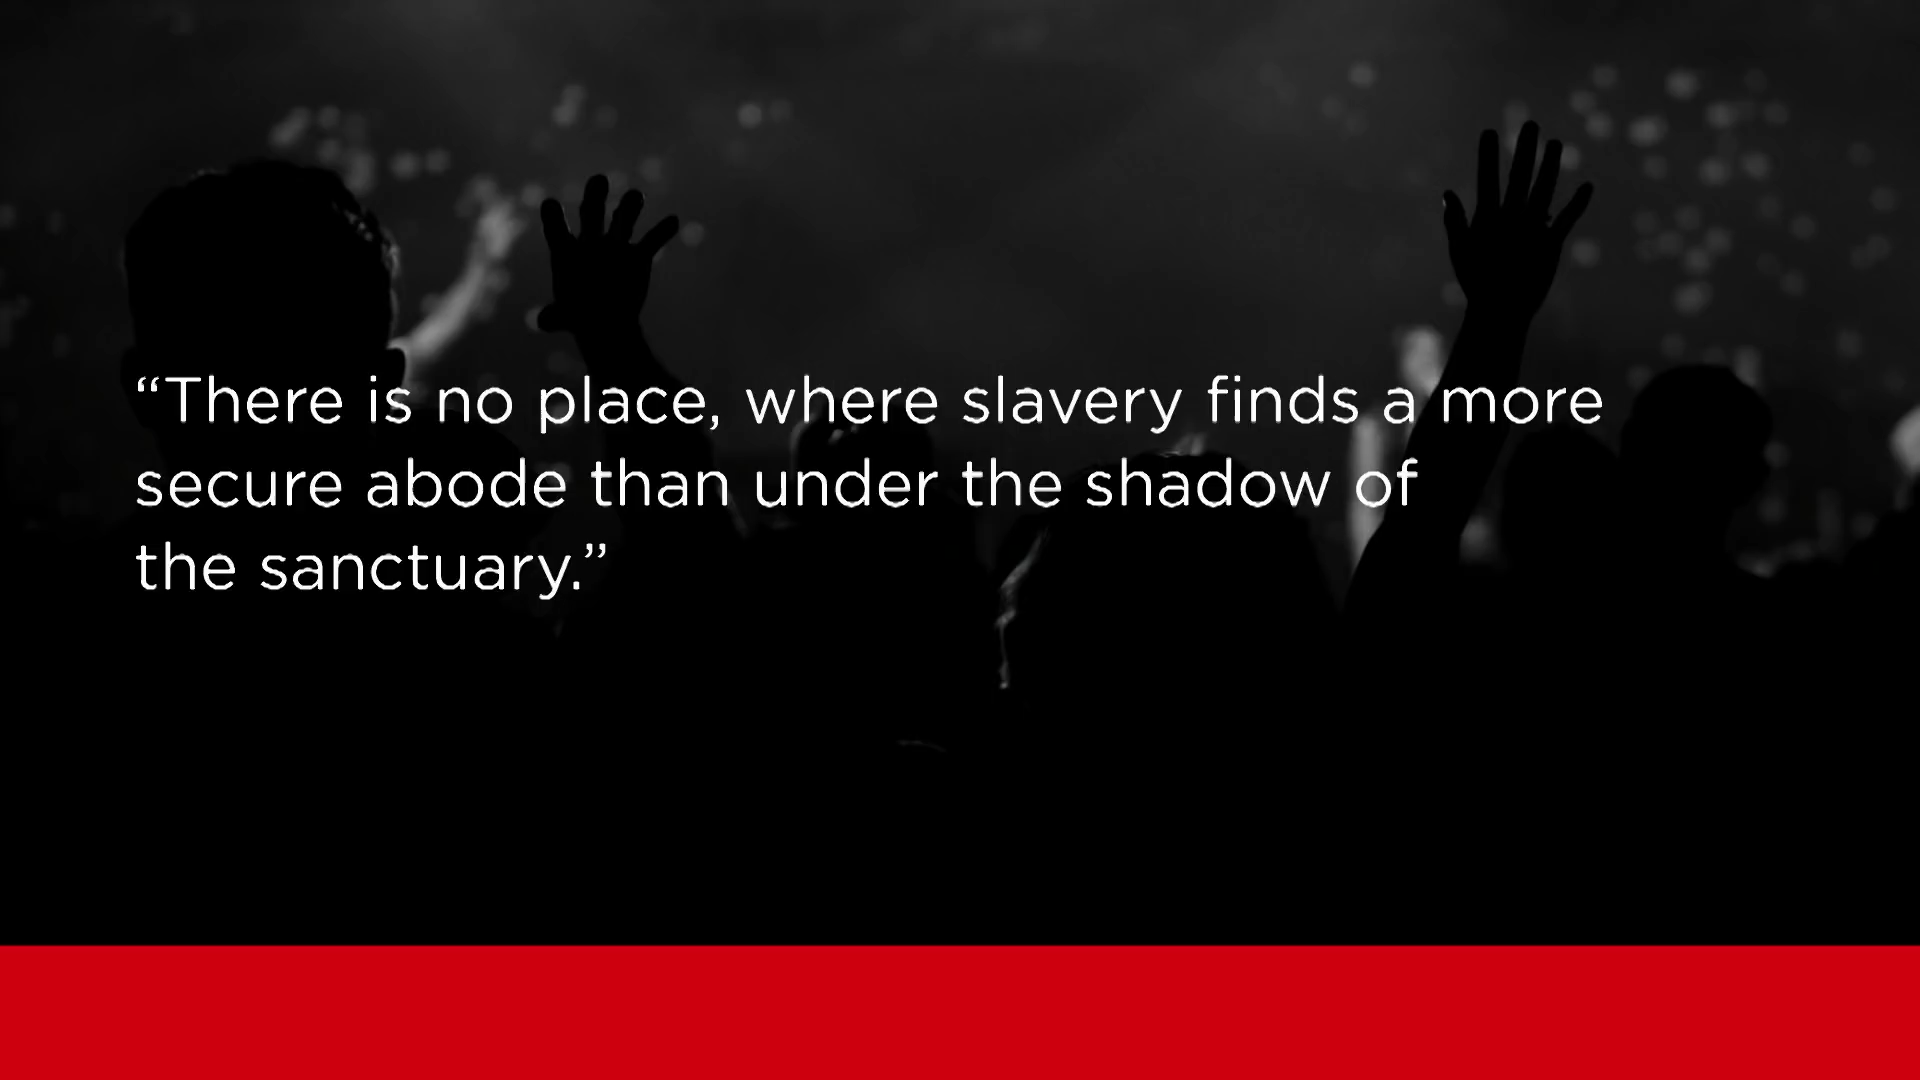 “There is no place, where slavery finds a more
secure abode than under the shadow of
the sanctuary.”